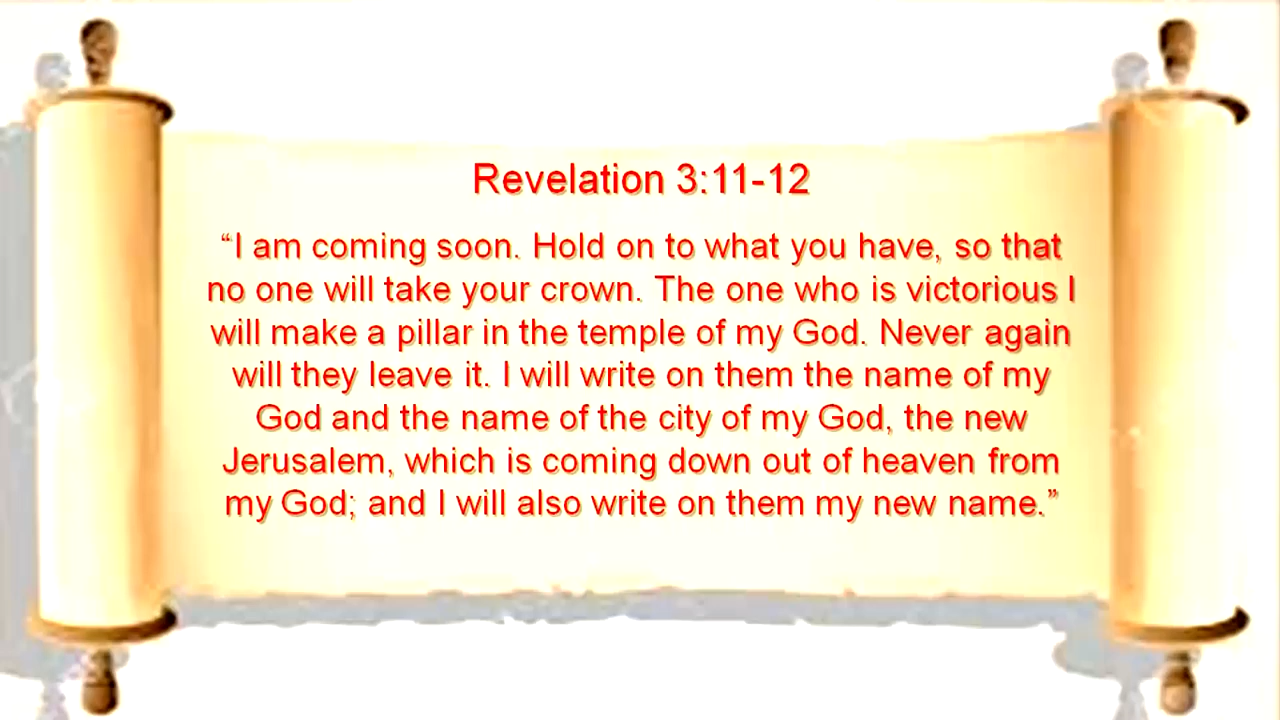 Revelation 3:11-12
“I am coming soon. Hold on to what you have, so that
no one will take your crown. The one who is victorious I
will make a pillar in the temple of my God. Never again
will they leave it. I will write on them the name of my
God and the name of the city of my God, the new
Jerusalem, which is coming down out of heaven from
my God; and I will also write on them my new name.”